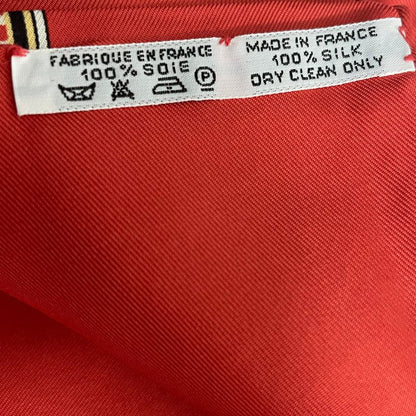 FABRIQUE EN FRANCE
100% SOIE
P
MADE IN FRANCE
100% SILK
DRY CLEAN ONLY